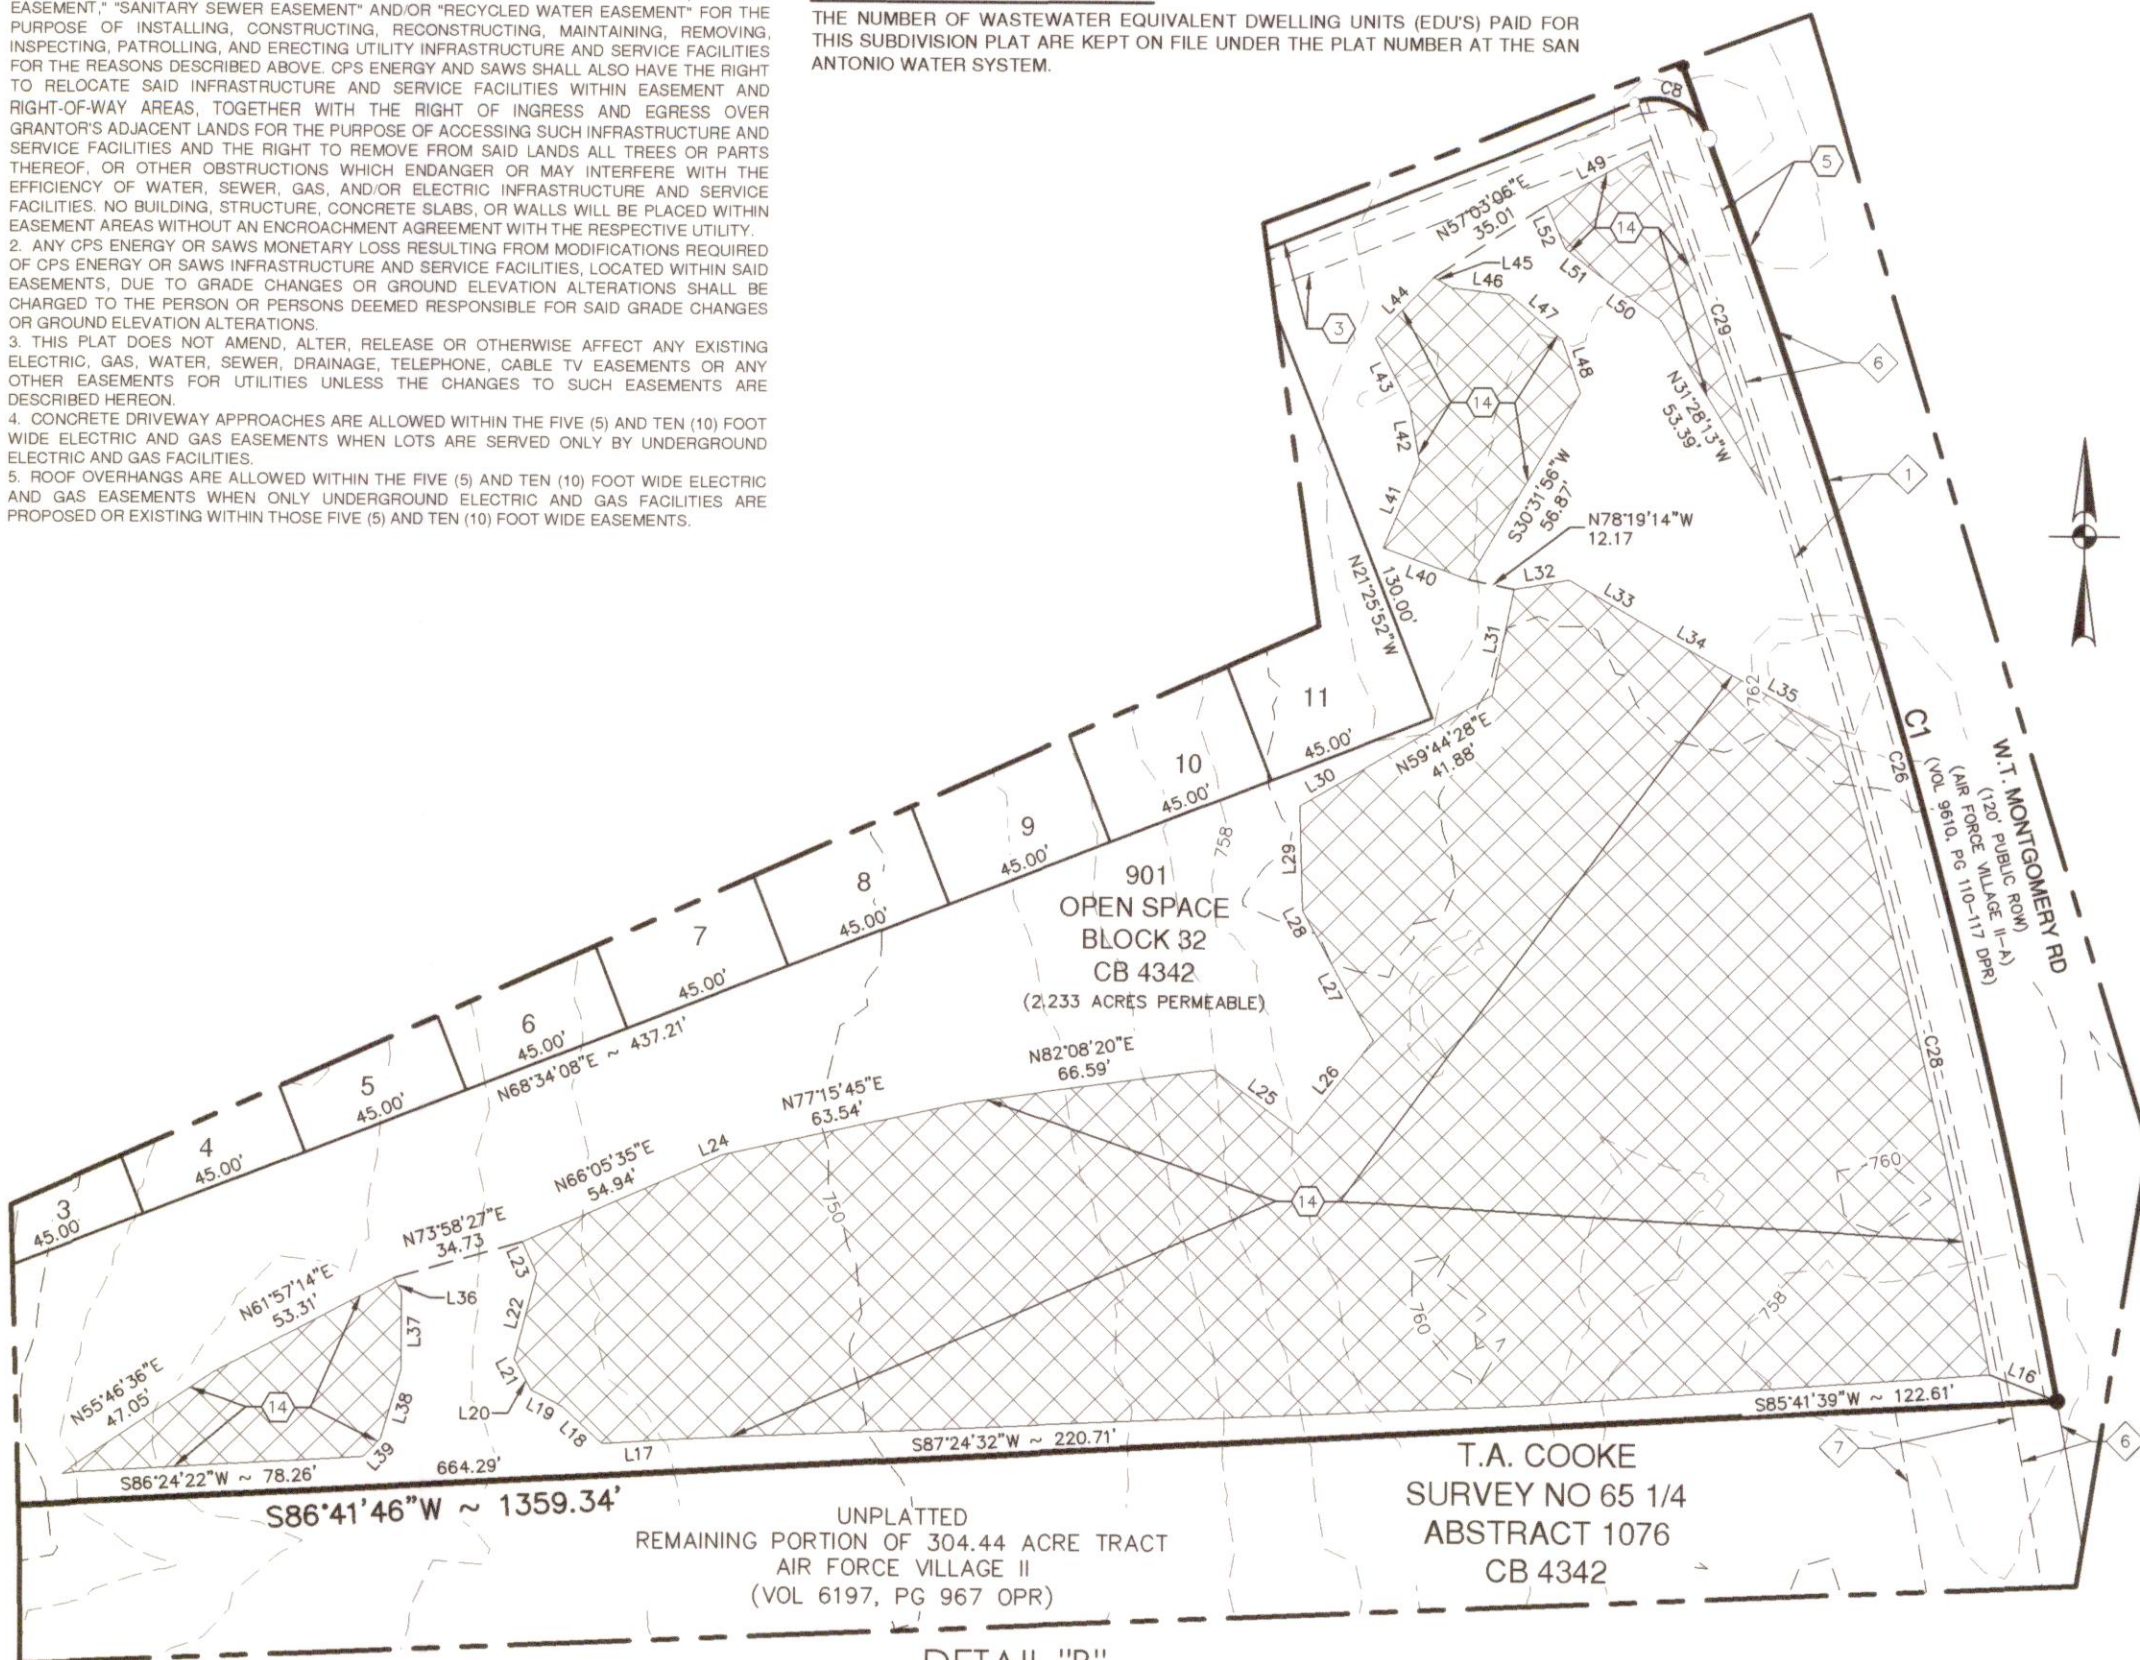 EASEMENT," "SANITARY SEWER EASEMENT" AND/OR "RECYCLED WATER EASEMENT" FOR THE
PURPOSE OF INSTALLING, CONSTRUCTING, RECONSTRUCTING, MAINTAINING, REMOVING,
INSPECTING, PATROLLING, AND ERECTING UTILITY INFRASTRUCTURE AND SERVICE FACILITIES
FOR THE REASONS DESCRIBED ABOVE. CPS ENERGY AND SAWS SHALL ALSO HAVE THE RIGHT
TO RELOCATE SAID INFRASTRUCTURE AND SERVICE FACILITIES WITHIN EASEMENT AND
RIGHT-OF-WAY AREAS, TOGETHER WITH THE RIGHT OF INGRESS AND EGRESS OVER
GRANTOR'S ADJACENT LANDS FOR THE PURPOSE OF ACCESSING SUCH INFRASTRUCTURE AND
SERVICE FACILITIES AND THE RIGHT TO REMOVE FROM SAID LANDS ALL TREES OR PARTS
THEREOF, OR OTHER OBSTRUCTIONS WHICH ENDANGER OR MAY INTERFERE WITH THE
EFFICIENCY OF WATER, SEWER, GAS, AND/OR ELECTRIC INFRASTRUCTURE AND SERVICE
FACILITIES. NO BUILDING, STRUCTURE, CONCRETE SLABS, OR WALLS WILL BE PLACED WITHIN
EASEMENT AREAS WITHOUT AN ENCROACHMENT AGREEMENT WITH THE RESPECTIVE UTILITY.
2. ANY CPS ENERGY OR SAWS MONETARY LOSS RESULTING FROM MODIFICATIONS REQUIRED
OF CPS ENERGY OR SAWS INFRASTRUCTURE AND SERVICE FACILITIES, LOCATED WITHIN SAID
EASEMENTS, DUE TO GRADE CHANGES OR GROUND ELEVATION ALTERATIONS SHALL BE
CHARGED TO THE PERSON OR PERSONS DEEMED RESPONSIBLE FOR SAID GRADE CHANGES
OR GROUND ELEVATION ALTERATIONS.
3. THIS PLAT DOES NOT AMEND, ALTER, RELEASE OR OTHERWISE AFFECT ANY EXISTING
ELECTRIC, GAS, WATER, SEWER, DRAINAGE, TELEPHONE, CABLE TV EASEMENTS OR ANY
OTHER EASEMENTS FOR UTILITIES UNLESS THE CHANGES TO SUCH EASEMENTS ARE
DESCRIBED HEREON.
4. CONCRETE DRIVEWAY APPROACHES ARE ALLOWED WITHIN THE FIVE (5) AND TEN (10) FOOT
WIDE ELECTRIC AND GAS EASEMENTS WHEN LOTS ARE SERVED ONLY BY UNDERGROUND
ELECTRIC AND GAS FACILITIES.
5. ROOF OVERHANGS ARE ALLOWED WITHIN THE FIVE (5) AND TEN (10) FOOT WIDE ELECTRIC
AND GAS EASEMENTS WHEN ONLY UNDERGROUND ELECTRIC AND GAS FACILITIES ARE
PROPOSED OR EXISTING WITHIN THOSE FIVE (5) AND TEN (10) FOOT WIDE EASEMENTS.
THE NUMBER OF WASTEWATER EQUIVALENT DWELLING UNITS (EDU'S) PAID FOR
THIS SUBDIVISION PLAT ARE KEPT ON FILE UNDER THE PLAT NUMBER AT THE SAN
ANTONIO WATER SYSTEM.
C8
5
L49
N57°03'06"E
35.01
L52
14
L51
L45
L46
L50
L44
L47
3
C29
6
L48
L43
14
N31°28'13"W
53.39'
L42
1
S30°31'56"W
56.87'
L41
N78°19'14"W
12.17
L40
L32
N21°25'52"W
130.00'
L33
L31
L34
762
L35
11
45.00'
C1
W.T. MONTGOMERY RD
(120' PUBLIC ROW)
(AIR FORCE VILLAGE II-A)
(VOL 9610, PG 110-117 DPR)
N59°44'28"E
41.88'
C26
10
45.00'
L30
9
45.00'
758
L29
8
45.00'
901
OPEN SPACE
BLOCK 32
CB 4342
(2.233 ACRES PERMEABLE)
L28
7
45.00'
L27
6
45.00'
N68°34'08"E ~ 437.21'
C28
N82°08'20"E
66.59'
5
45.00'
N77°15'45"E
63.54'
L25
L26
4
45.00'
L24
N66°05'35"E
54.94'
760
3
45.00'
750
14
N73°58'27"E
34.73
L23
N61°57'14"E
53.31'
L36
L22
L37
760
758
L21
L16
N55°46'36"E
47.05'
14
L38
L20
L19
L18
L39
L17
S85°41'39"W ~ 122.61'
S87°24'32"W ~ 220.71'
7
6
S86°24'22"W ~ 78.26'
664.29'
S86°41'46"W ~ 1359.34'
T.A. COOKE
SURVEY NO 65 1/4
ABSTRACT 1076
CB 4342
UNPLATTED
REMAINING PORTION OF 304.44 ACRE TRACT
AIR FORCE VILLAGE II
(VOL 6197, PG 967 OPR)
DETAIL "B"